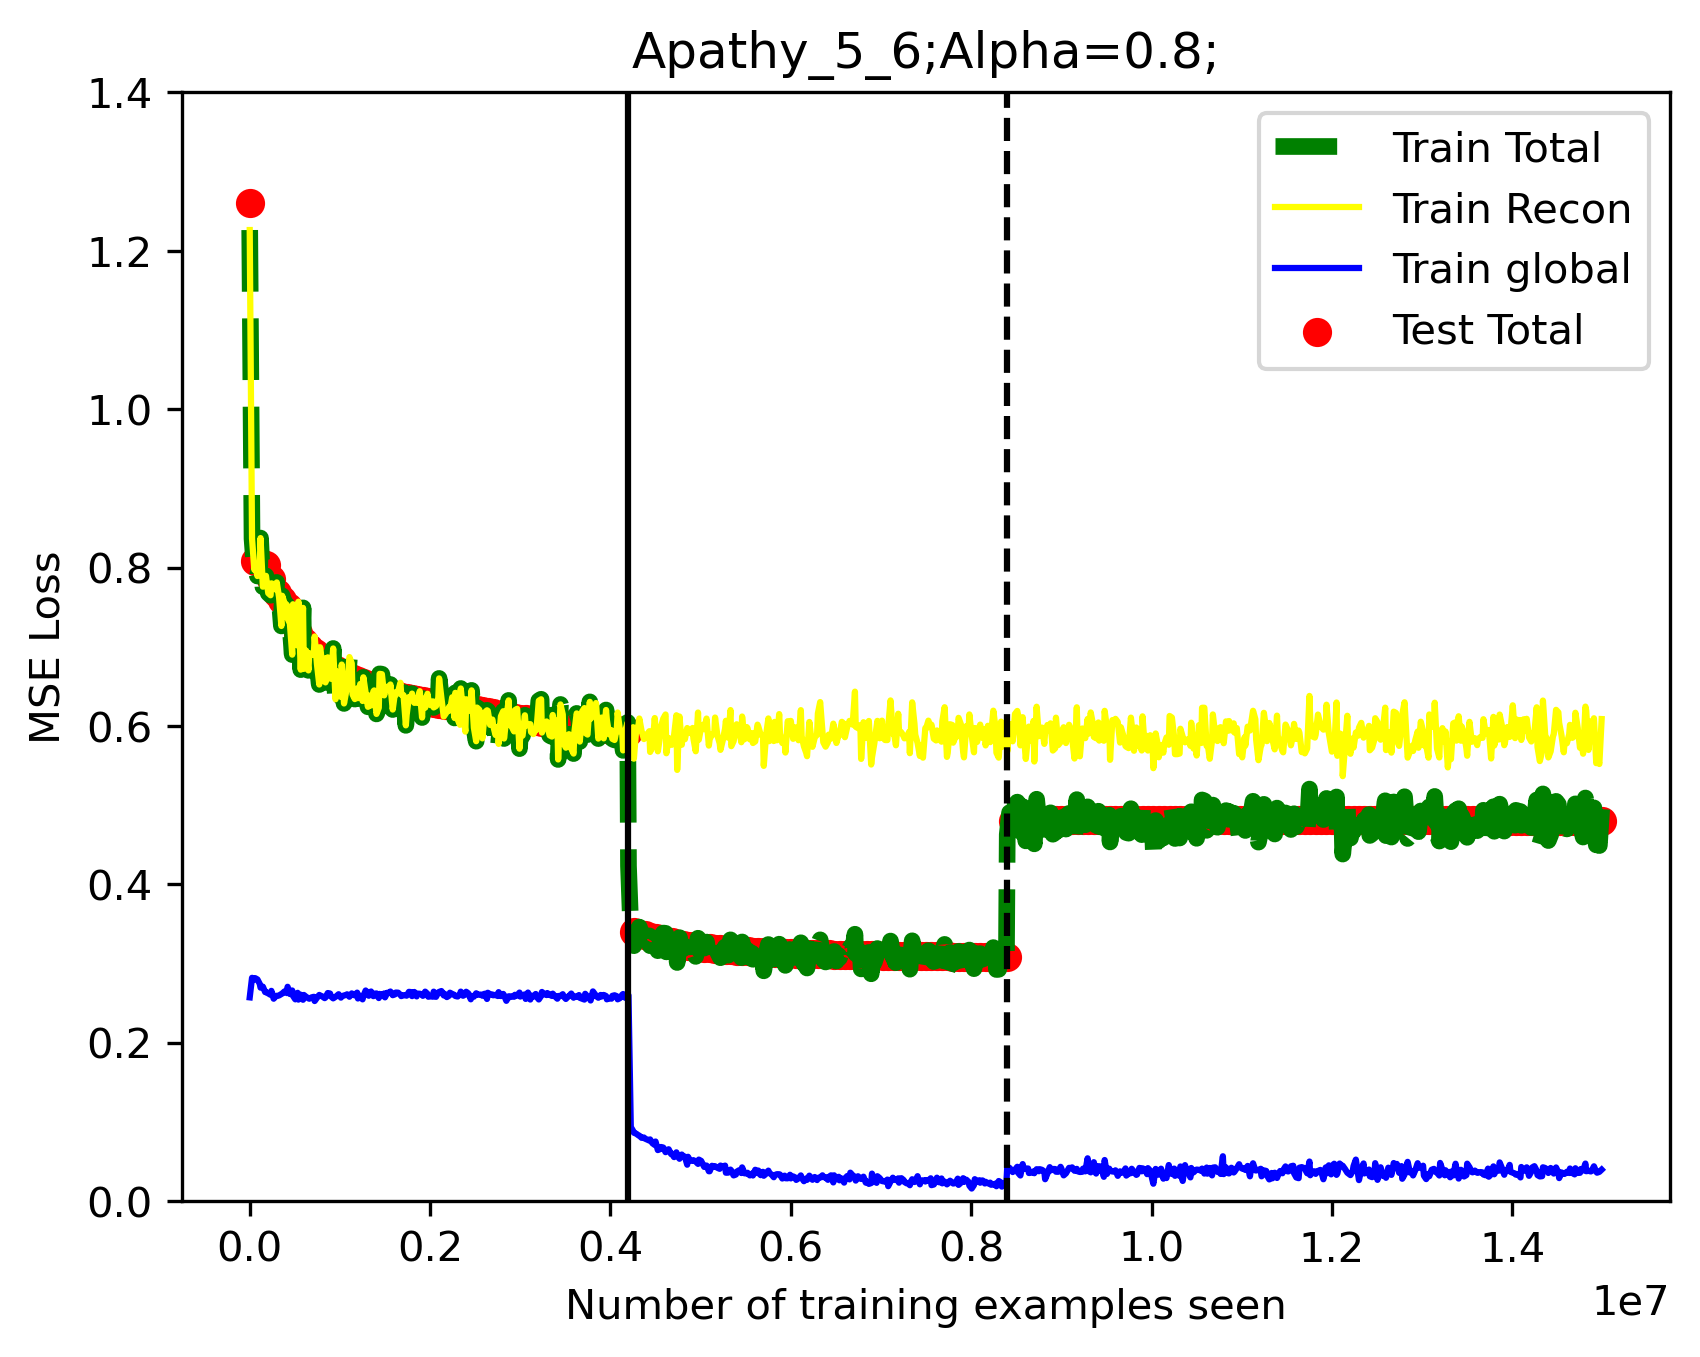 Apathy_5_6;Alpha=0.8;
1.4
1.2
1.0
0.8
0.6
0.4
0.2
0.0
MSE Loss
Train Total
Train Recon
Train global
Test Total
0.0 0.2 0.4 0.6 0.8 1.0 1.2 1.4
1e7
Number of training examples seen